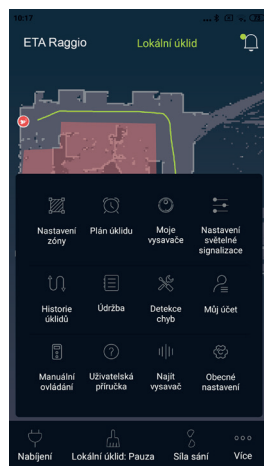 18:17
ETA Raggio
Lokální úklid
Nastavení zóny
Plán úklidu
Moje vysavače
Nastavení světelné signalizace
Historie úklidů
Údržba
Detekce chyb
Můj účet
Manuální ovládání
Uživatelská příručka
Najít vysavač
Obecné nastavení
Nabíjení
Lokální úklid: Pauza
Síla sání
Více